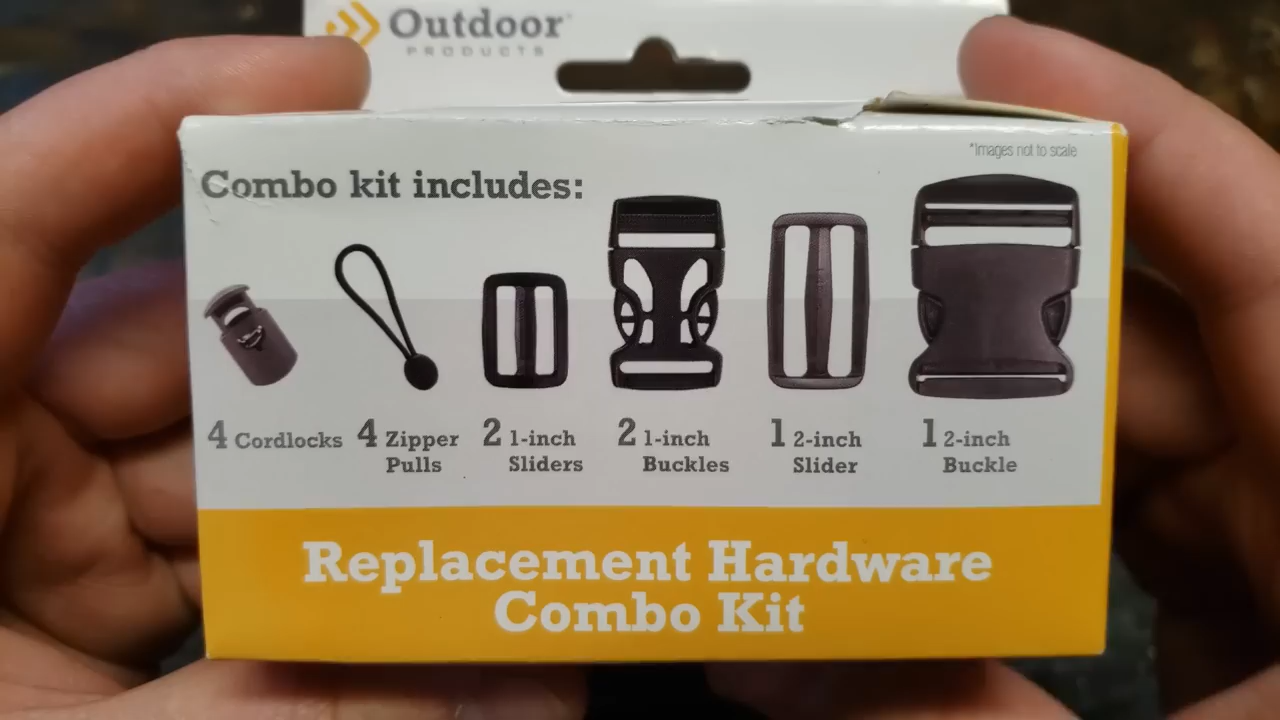 Outdoor
PRODUCTS
*Images not to scale
Combo kit includes:
4 Cordlocks
4 Zipper
Pulls
2 1-inch
Sliders
2 1-inch
Buckles
1 2-inch
Slider
1 2-inch
Buckle
Replacement Hardware
Combo Kit